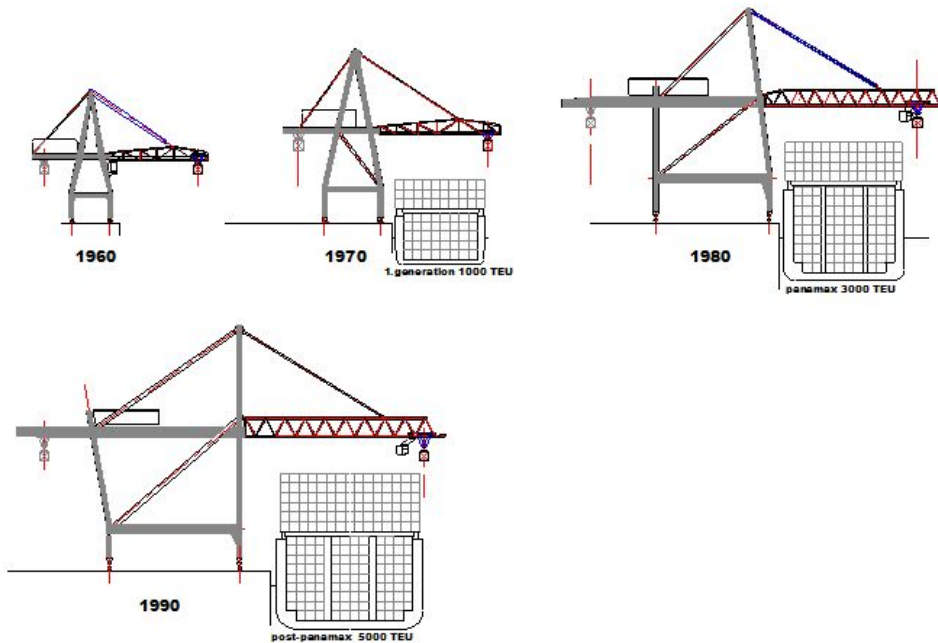 1960
1970
1.generation 1000 TEU
1980
panamax 3000 TEU
1990
post-panamax 5000 TEU